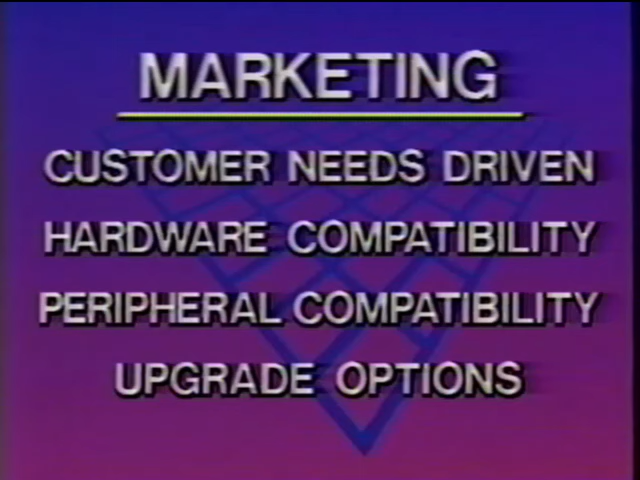 MARKETING
CUSTOMER NEEDS DRIVEN
HARDWARE COMPATIBILITY
PERIPHERAL COMPATIBILITY
UPGRADE OPTIONS